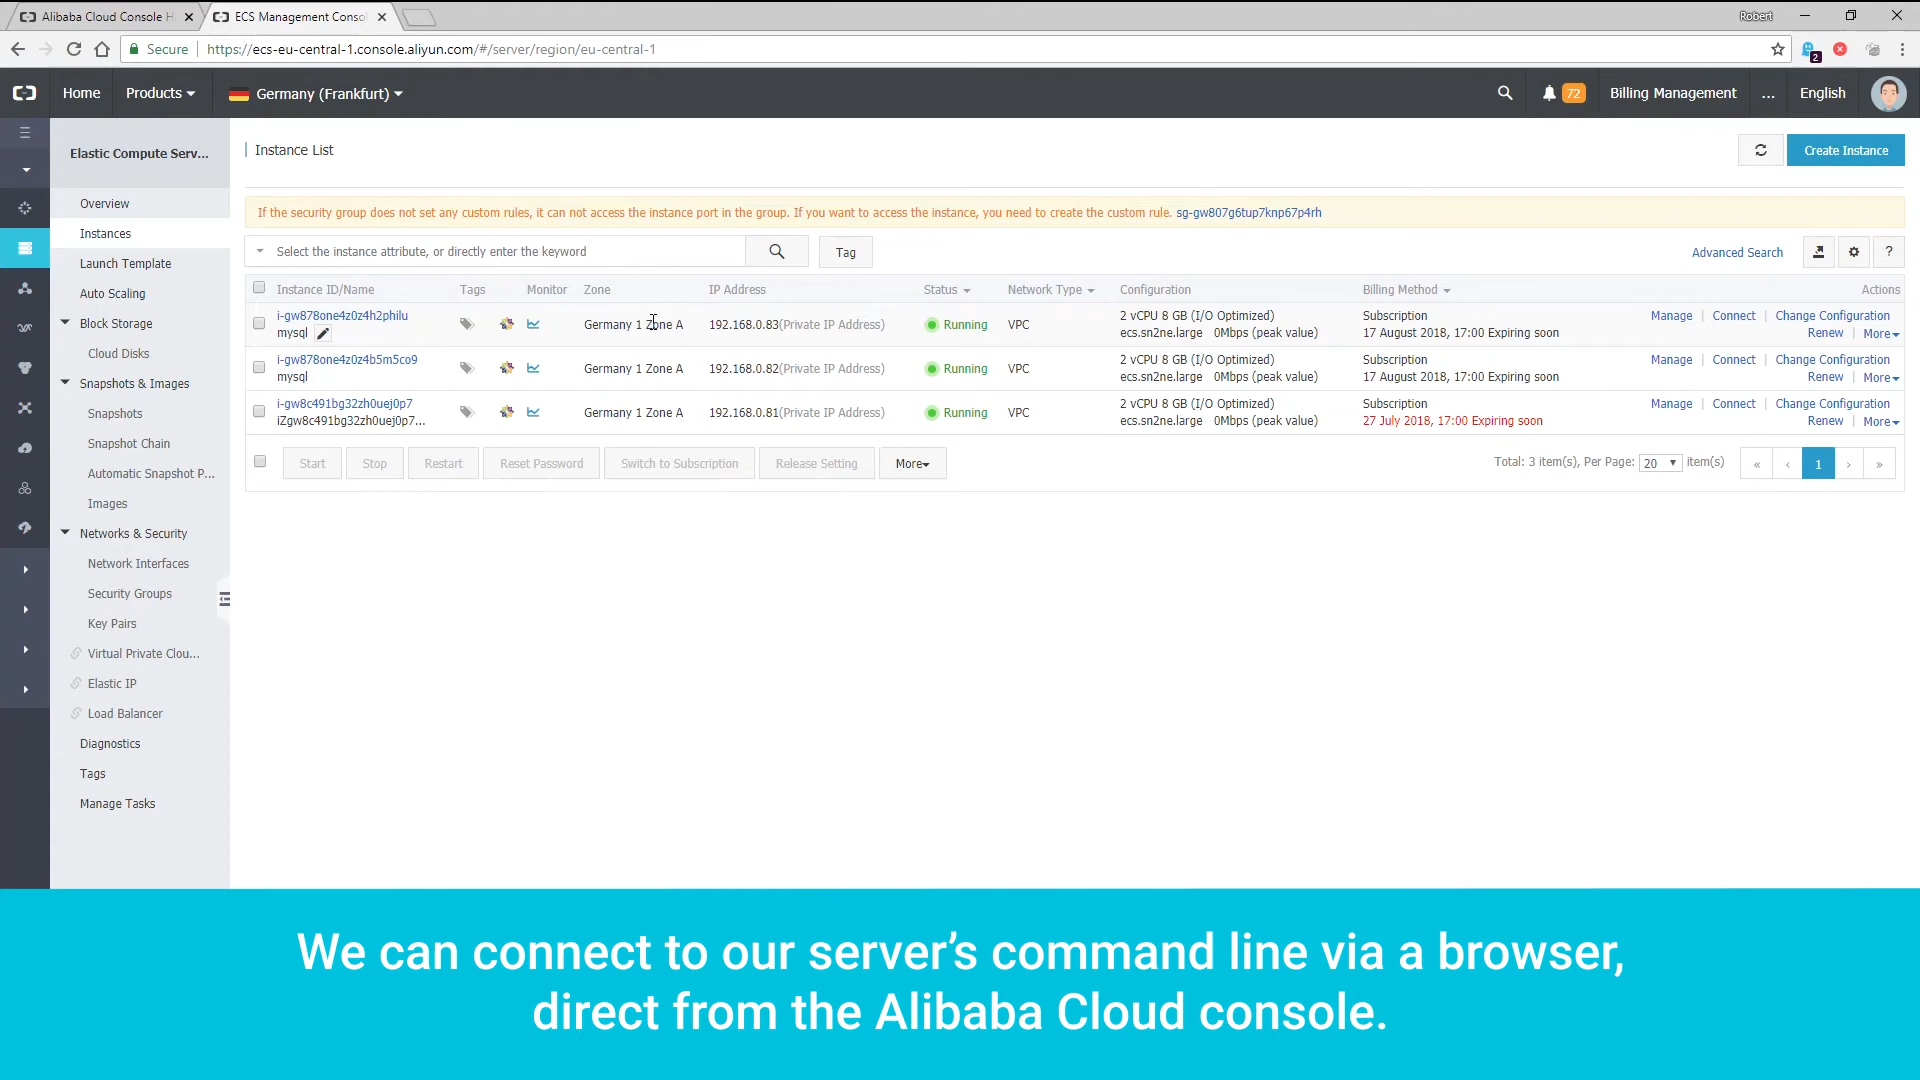 Alibaba Cloud Console H
ECS Management Consol
Robert
Secure
https://ecs-eu-central-1.console.aliyun.com/#/server/region/eu-central-1
2
Home
Products
Germany (Frankfurt)
72
Billing Management
...
English
Elastic Compute Serv...
Overview
Instances
Launch Template
Auto Scaling
Block Storage
Cloud Disks
Snapshots & Images
Snapshots
Snapshot Chain
Automatic Snapshot P...
Images
Networks & Security
Network Interfaces
Security Groups
Key Pairs
Virtual Private Clou...
Elastic IP
Load Balancer
Diagnostics
Tags
Manage Tasks
Instance List
Create Instance
If the security group does not set any custom rules, it can not access the instance port in the group. If you want to access the instance, you need to create the custom rule. sg-gw807g6tup7knp67p4rh
Select the instance attribute, or directly enter the keyword
Tag
Advanced Search
?
Instance ID/Name Tags Monitor Zone IP Address Status Network Type Configuration Billing Method Actions
i-gw878one4z0z4h2philu
mysql
Germany 1 Zone A
192.168.0.83(Private IP Address)
Running
VPC
2 vCPU 8 GB (I/O Optimized)
ecs.sn2ne.large 0Mbps (peak value)
Subscription
17 August 2018, 17:00 Expiring soon
Manage | Connect | Change Configuration
Renew | More
i-gw878one4z0z4b5m5co9
mysql
Germany 1 Zone A
192.168.0.82(Private IP Address)
Running
VPC
2 vCPU 8 GB (I/O Optimized)
ecs.sn2ne.large 0Mbps (peak value)
Subscription
17 August 2018, 17:00 Expiring soon
Manage | Connect | Change Configuration
Renew | More
i-gw8c491bg32zh0uej0p7
iZgw8c491bg32zh0uej0p7...
Germany 1 Zone A
192.168.0.81(Private IP Address)
Running
VPC
2 vCPU 8 GB (I/O Optimized)
ecs.sn2ne.large 0Mbps (peak value)
Subscription
27 July 2018, 17:00 Expiring soon
Manage | Connect | Change Configuration
Renew | More
Start
Stop
Restart
Reset Password
Switch to Subscription
Release Setting
More
Total: 3 item(s), Per Page: 20 item(s)
« ‹ 1 › »
We can connect to our server’s command line via a browser,
direct from the Alibaba Cloud console.